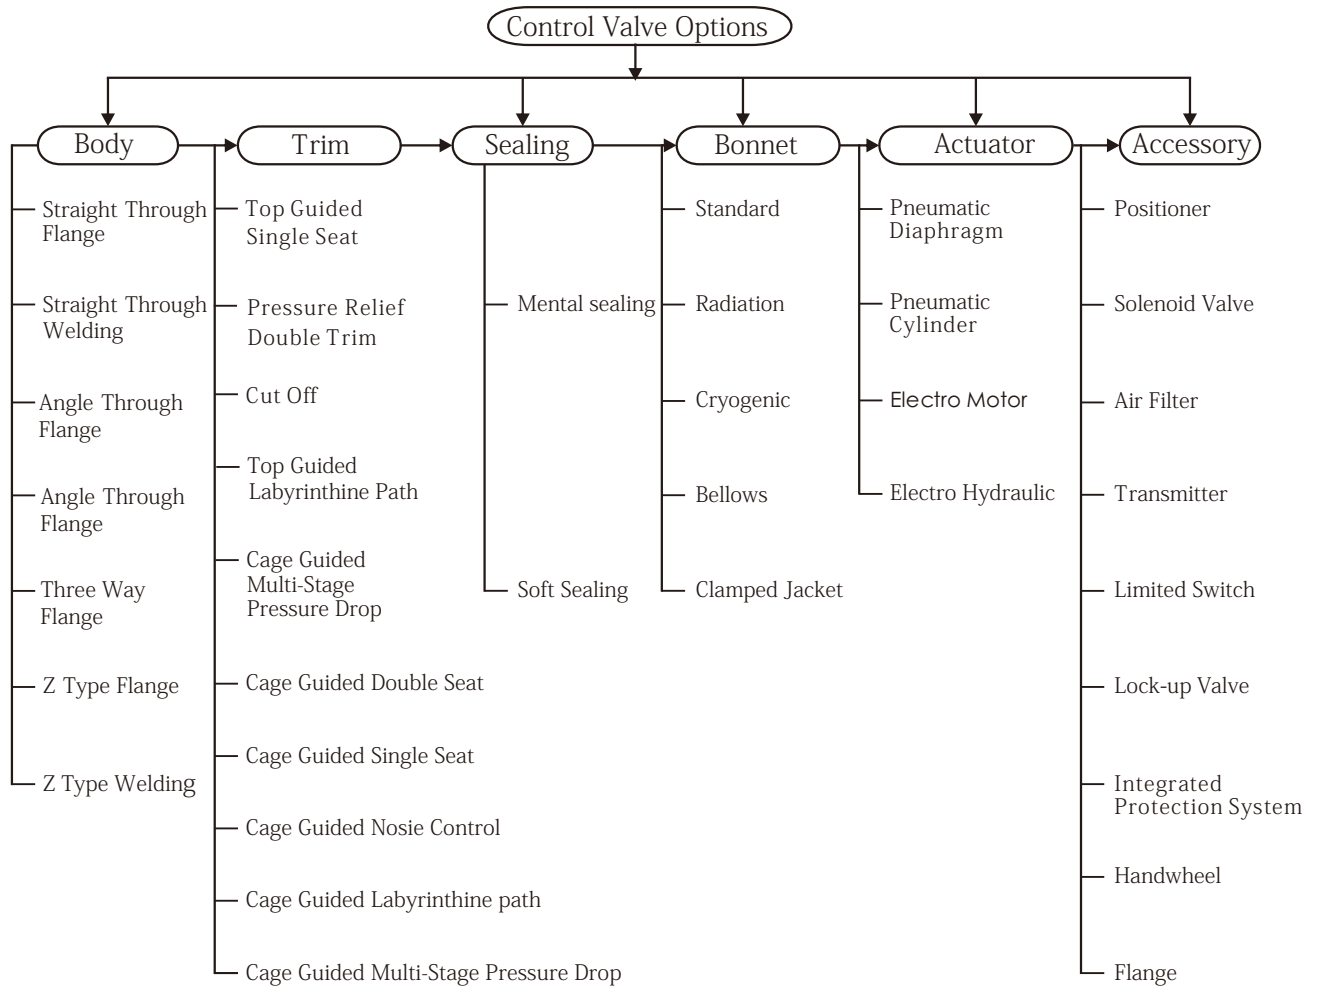 Control Valve Options
Body
Trim
Sealing
Bonnet
Actuator
Accessory
Straight Through
Flange
Straight Through
Welding
Angle Through
Flange
Angle Through
Flange
Three Way
Flange
Z Type Flange
Z Type Welding
Top Guided
Single Seat
Pressure Relief
Double Trim
Cut Off
Top Guided
Labyrinthine Path
Cage Guided
Multi-Stage
Pressure Drop
Cage Guided Double Seat
Cage Guided Single Seat
Cage Guided Nosie Control
Cage Guided Labyrinthine path
Cage Guided Multi-Stage Pressure Drop
Mental sealing
Soft Sealing
Standard
Radiation
Cryogenic
Bellows
Clamped Jacket
Pneumatic
Diaphragm
Pneumatic
Cylinder
Electro Motor
Electro Hydraulic
Positioner
Solenoid Valve
Air Filter
Transmitter
Limited Switch
Lock-up Valve
Integrated
Protection System
Handwheel
Flange